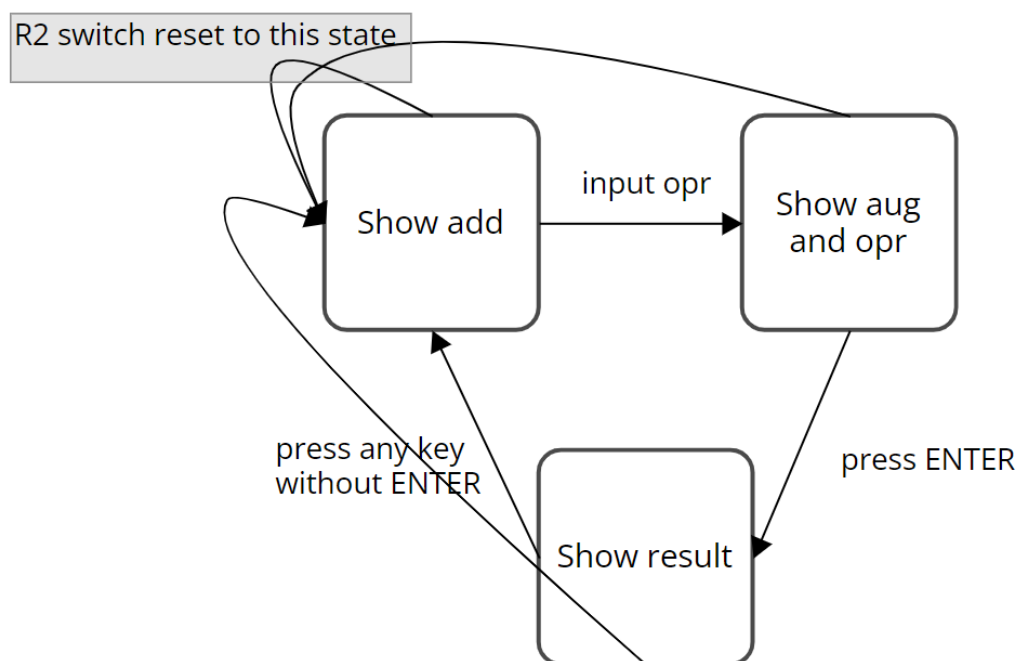 R2 switch reset to this state
input opr
Show add
Show aug
and opr
press any key
without ENTER
press ENTER
Show result